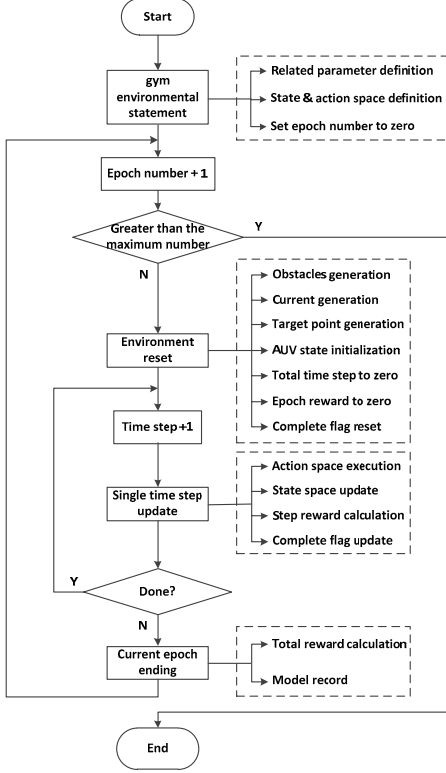 Start
gym
environmental
statement
Related parameter definition
State & action space definition
Set epoch number to zero
Epoch number + 1
Greater than the
maximum number
Y
N
Obstacles generation
Current generation
Target point generation
Environment
reset
AUV state initialization
Total time step to zero
Epoch reward to zero
Complete flag reset
Time step +1
Action space execution
State space update
Single time step
update
Step reward calculation
Complete flag update
Y
Done?
N
Current epoch
ending
Total reward calculation
Model record
End